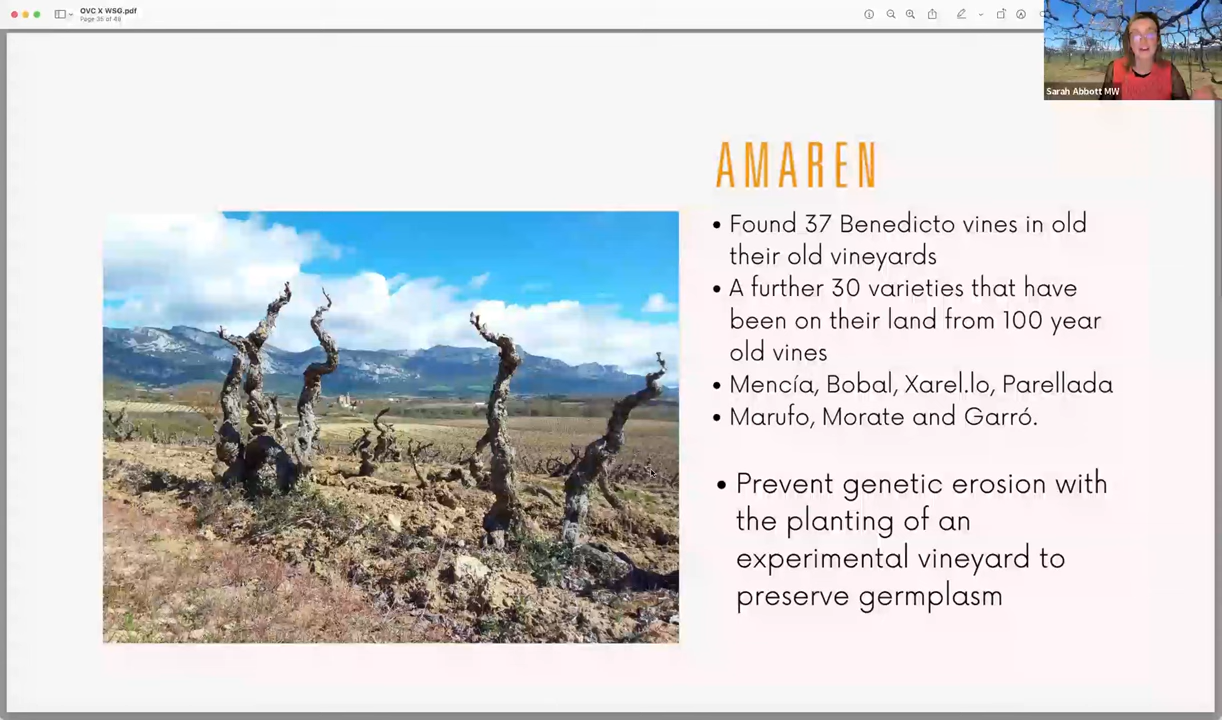 OVC X WSG.pdf
Page 35 of 48
Sarah Abbott MW
AMAREN
• Found 37 Benedicto vines in old
their old vineyards
• A further 30 varieties that have
been on their land from 100 year
old vines
• Mencía, Bobal, Xarel.lo, Parellada
• Marufo, Morate and Garró.
• Prevent genetic erosion with
the planting of an
experimental vineyard to
preserve germplasm